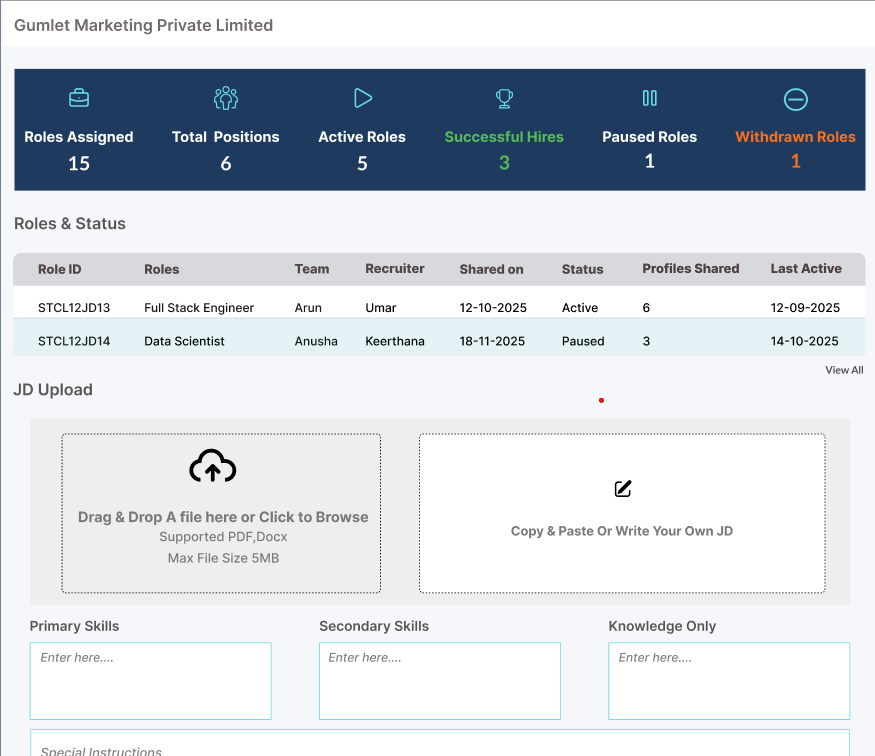 Gumlet Marketing Private Limited
Roles Assigned Total Positions Active Roles Successful Hires Paused Roles Withdrawn Roles
15 6 5 3 1 1
Roles & Status
Role ID Roles Team Recruiter Shared on Status Profiles Shared Last Active
STCL12JD13 Full Stack Engineer Arun Umar 12-10-2025 Active 6 12-09-2025
STCL12JD14 Data Scientist Anusha Keerthana 18-11-2025 Paused 3 14-10-2025
View All
JD Upload
Drag & Drop A file here or Click to Browse
Supported PDF,Docx
Max File Size 5MB
Copy & Paste Or Write Your Own JD
Primary Skills Secondary Skills Knowledge Only
Enter here.... Enter here.... Enter here....
Special Instructions